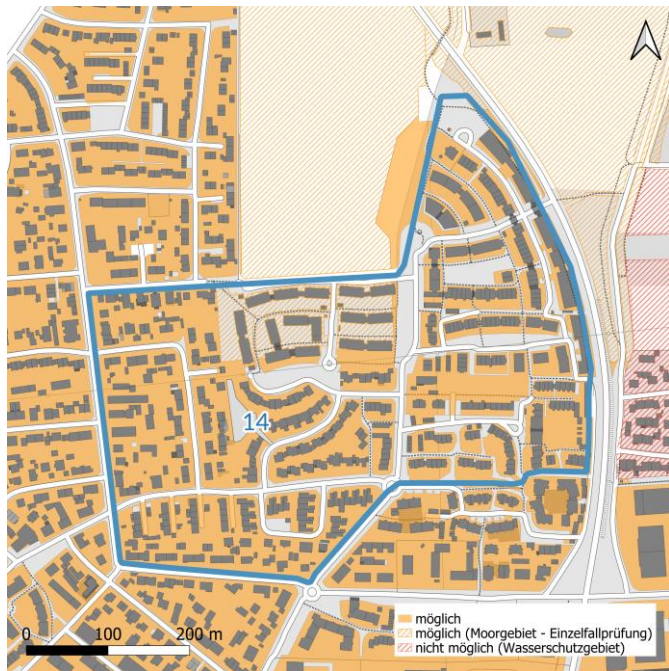 14
0 100 200 m
möglich
möglich (Moorgebiet - Einzelfallprüfung)
nicht möglich (Wasserschutzgebiet)